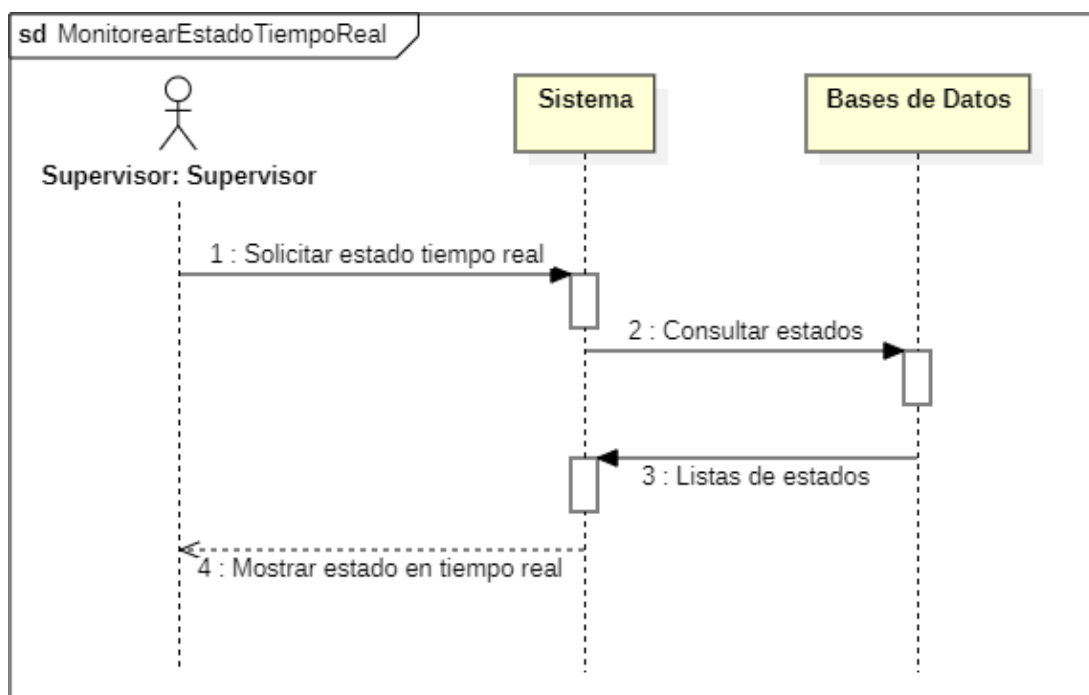 sd MonitorearEstadoTiempoReal
Sistema
Bases de Datos
Supervisor: Supervisor
1 : Solicitar estado tiempo real
2 : Consultar estados
3 : Listas de estados
4 : Mostrar estado en tiempo real